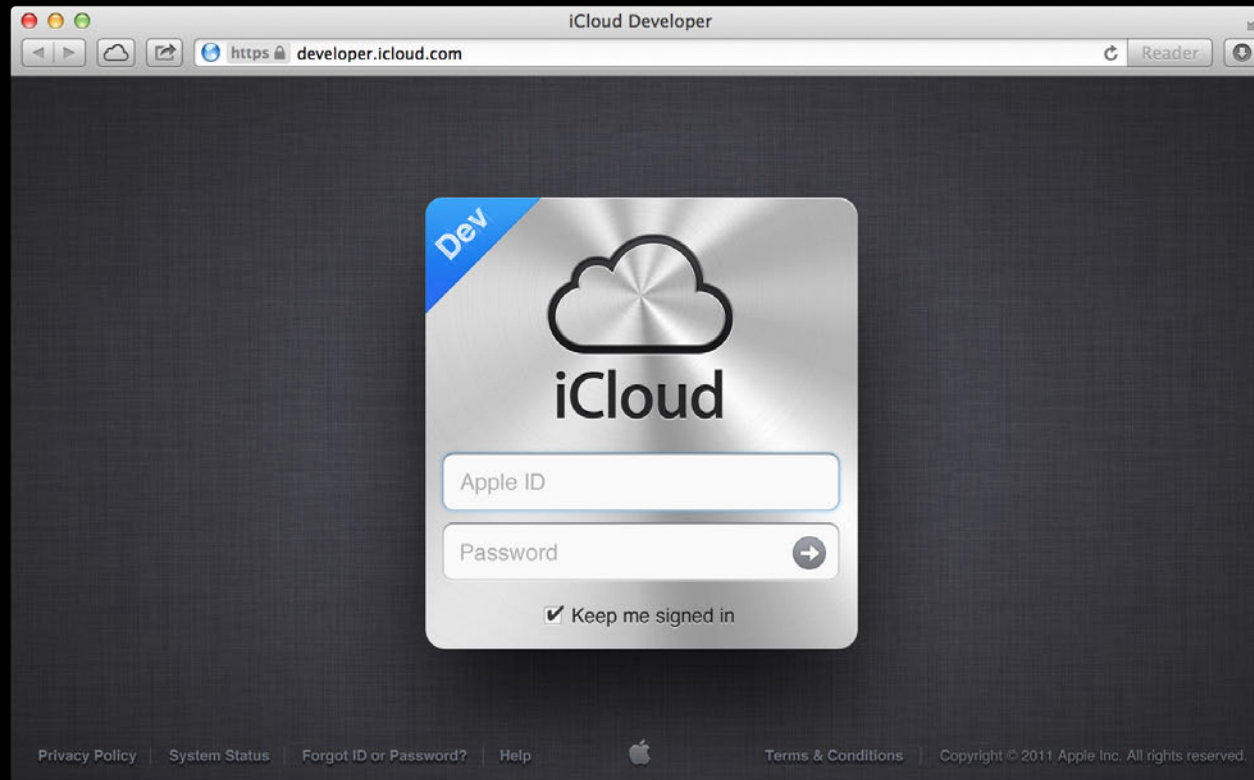 iCloud Developer
https developer.icloud.com Reader
Dev
iCloud
Apple ID
Password
Keep me signed in
Privacy Policy System Status Forgot ID or Password? Help Terms & Conditions Copyright © 2011 Apple Inc. All rights reserved.